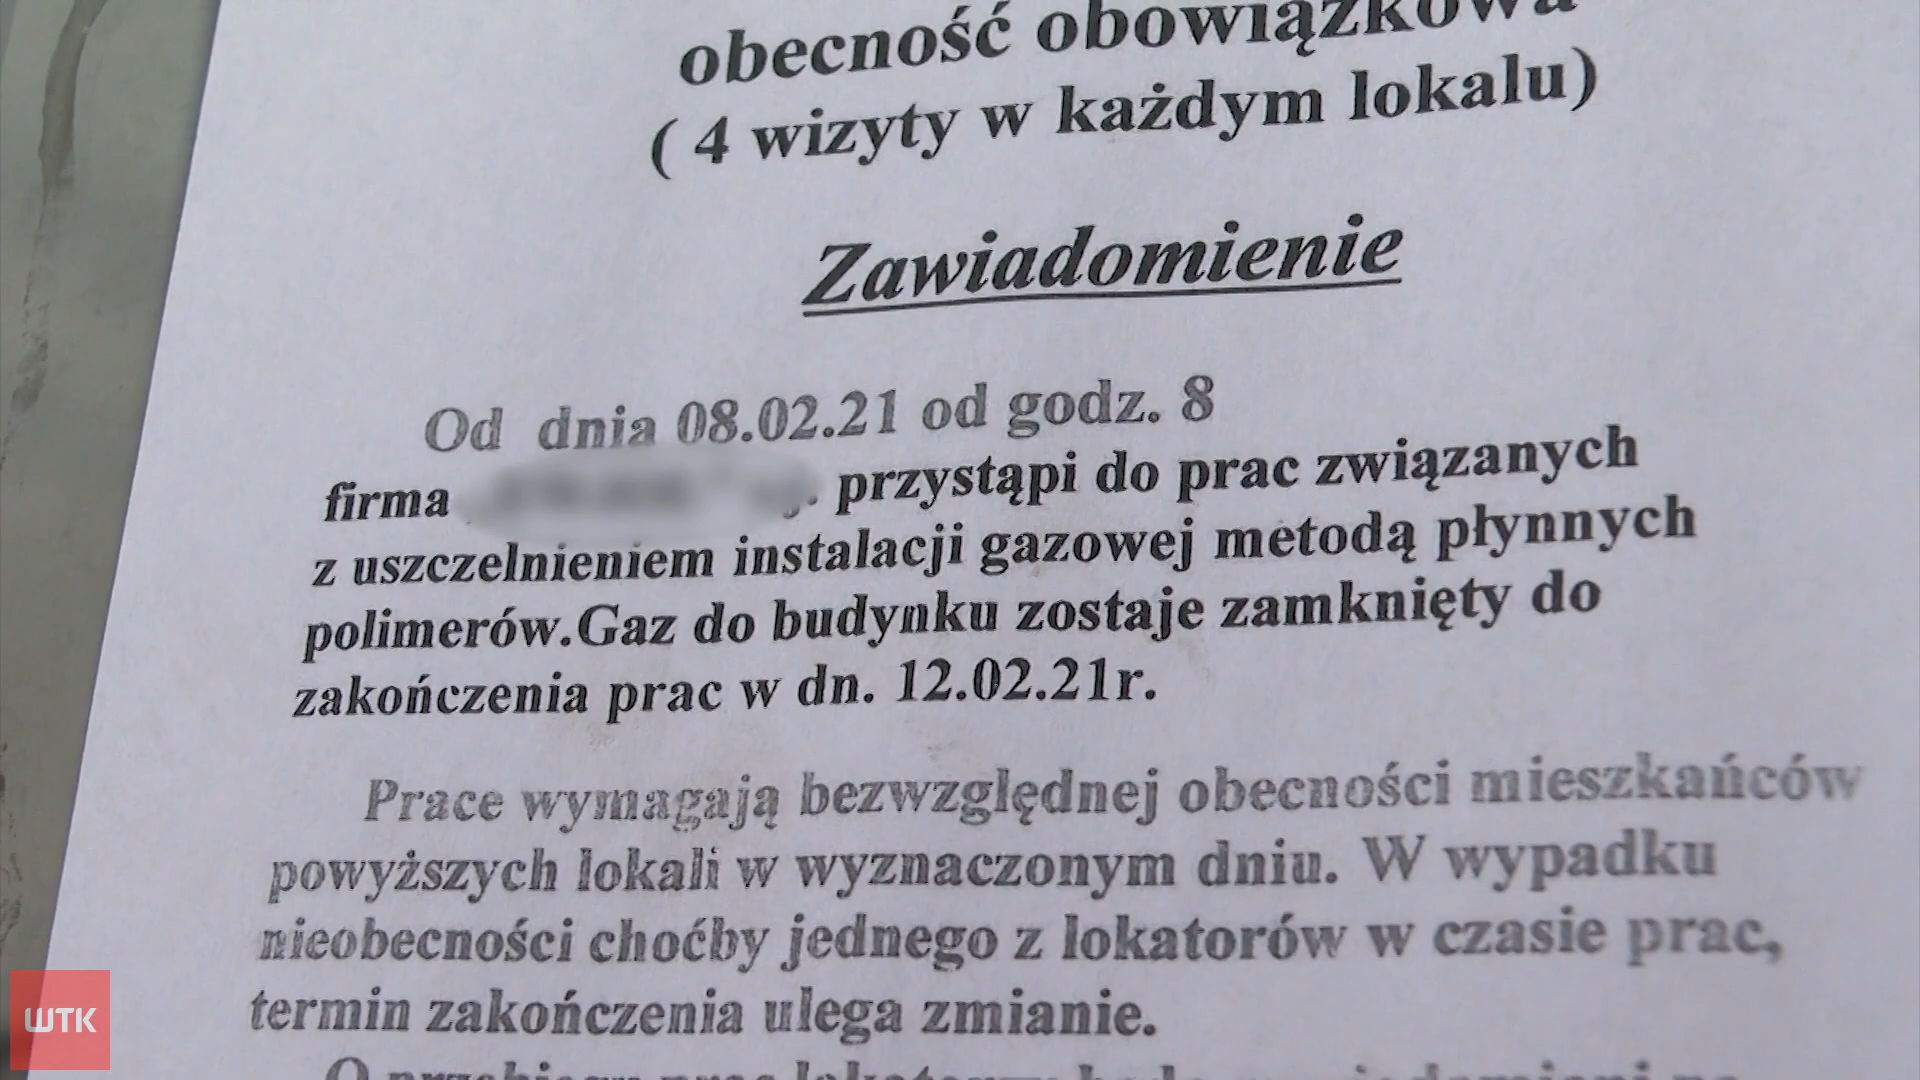 obecność obowiązkowa
( 4 wizyty w każdym lokalu)
Zawiadomienie
Od dnia 08.02.21 od godz. 8
firma przystąpi do prac związanych
z uszczelnieniem instalacji gazowej metodą płynnych
polimerów.Gaz do budynku zostaje zamknięty do
zakończenia prac w dn. 12.02.21r.
Prace wymagają bezwzględnej obecności mieszkańców
powyższych lokali w wyznaczonym dniu. W wypadku
nieobecności choćby jednego z lokatorów w czasie prac,
termin zakończenia ulega zmianie.
WTK